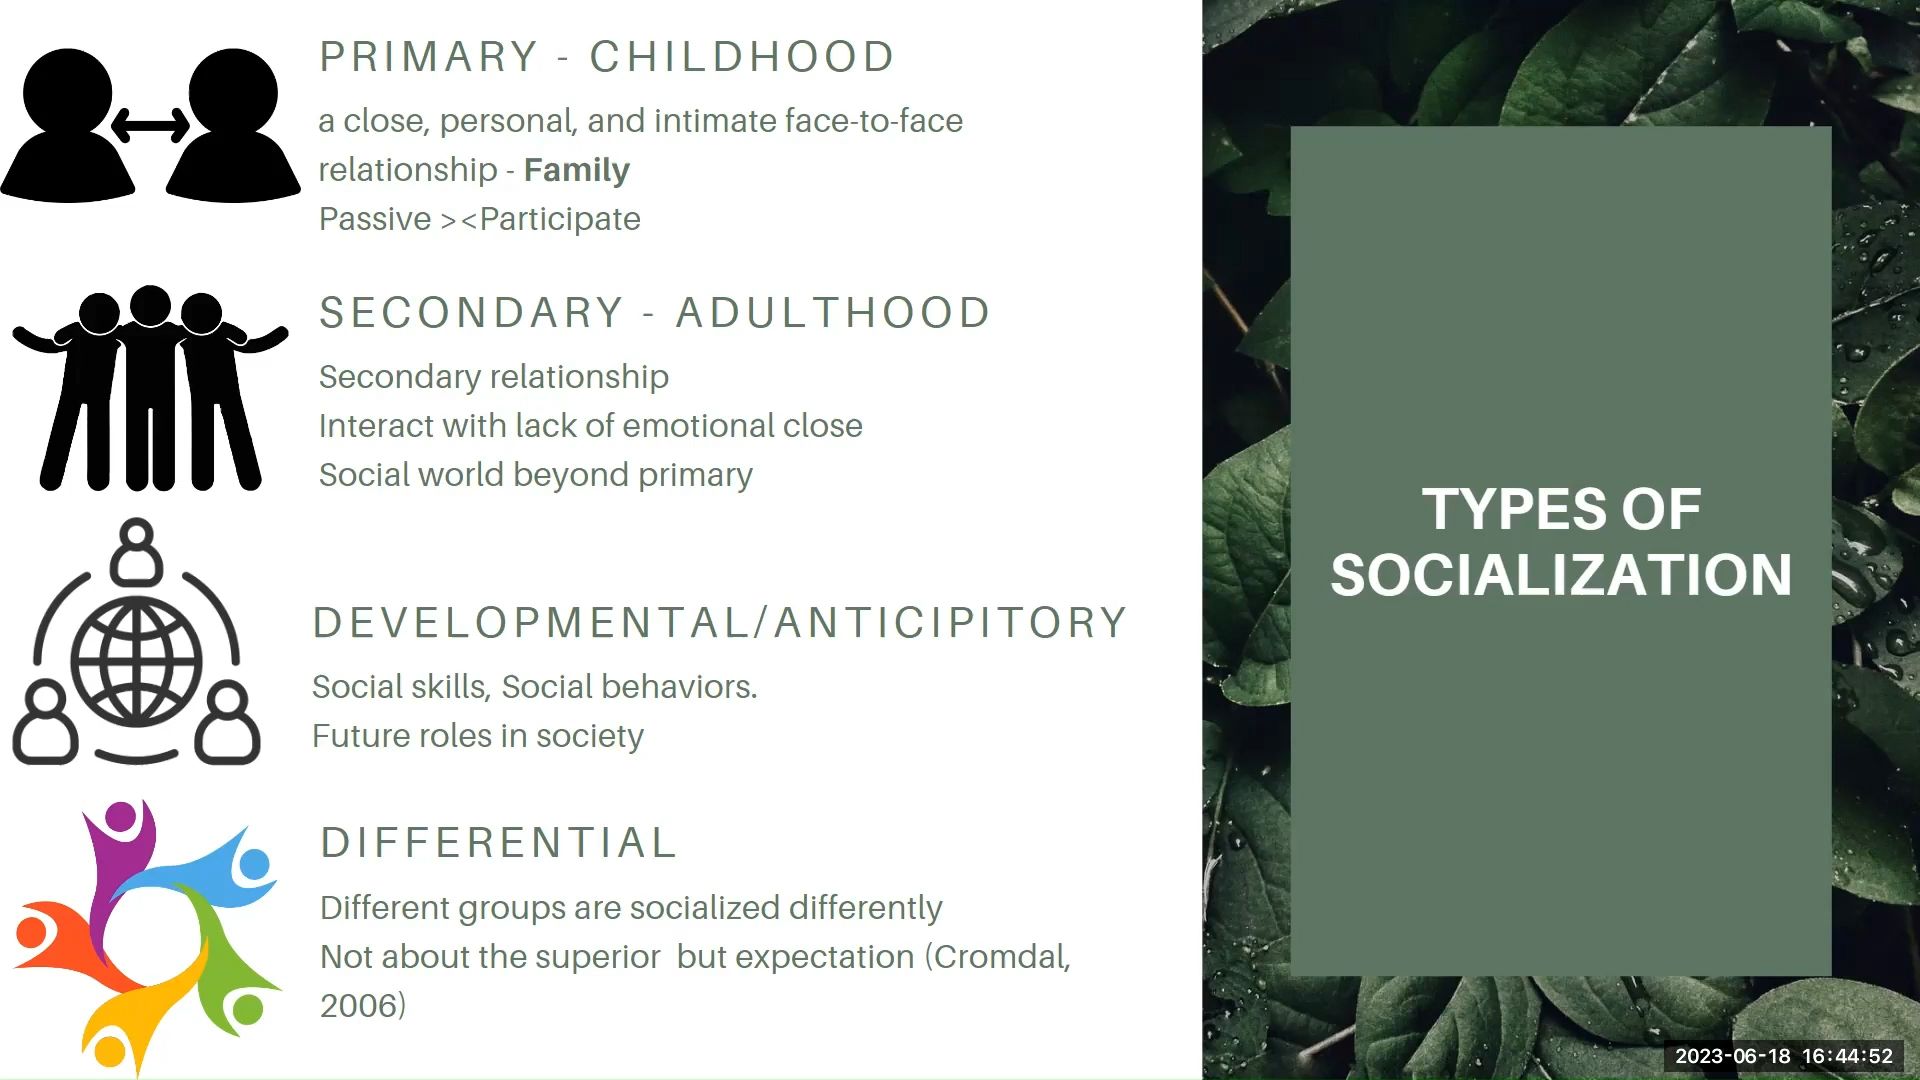 PRIMARY - CHILDHOOD
a close, personal, and intimate face-to-face
relationship - Family
Passive ><Participate
SECONDARY - ADULTHOOD
Secondary relationship
Interact with lack of emotional close
Social world beyond primary
DEVELOPMENTAL/ANTICIPITORY
Social skills, Social behaviors.
Future roles in society
DIFFERENTIAL
Different groups are socialized differently
Not about the superior  but expectation (Cromdal,
2006)
TYPES OF
SOCIALIZATION
2023-06-18 16:44:52